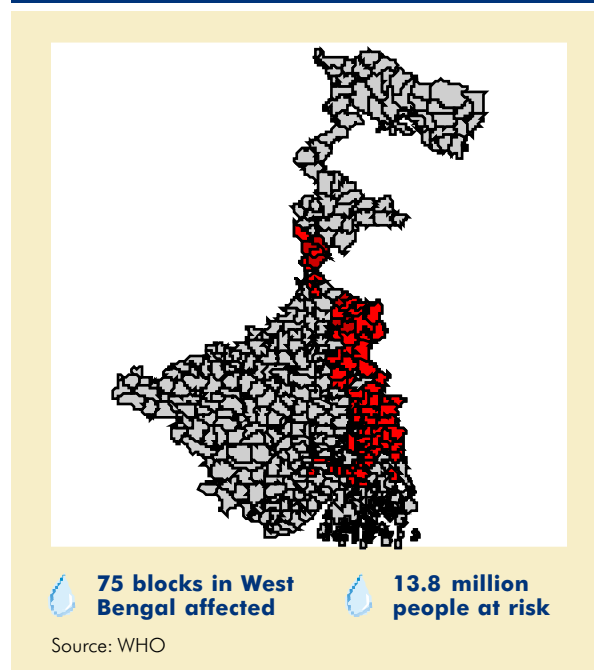 75 blocks in West
Bengal affected
13.8 million
people at risk
Source: WHO